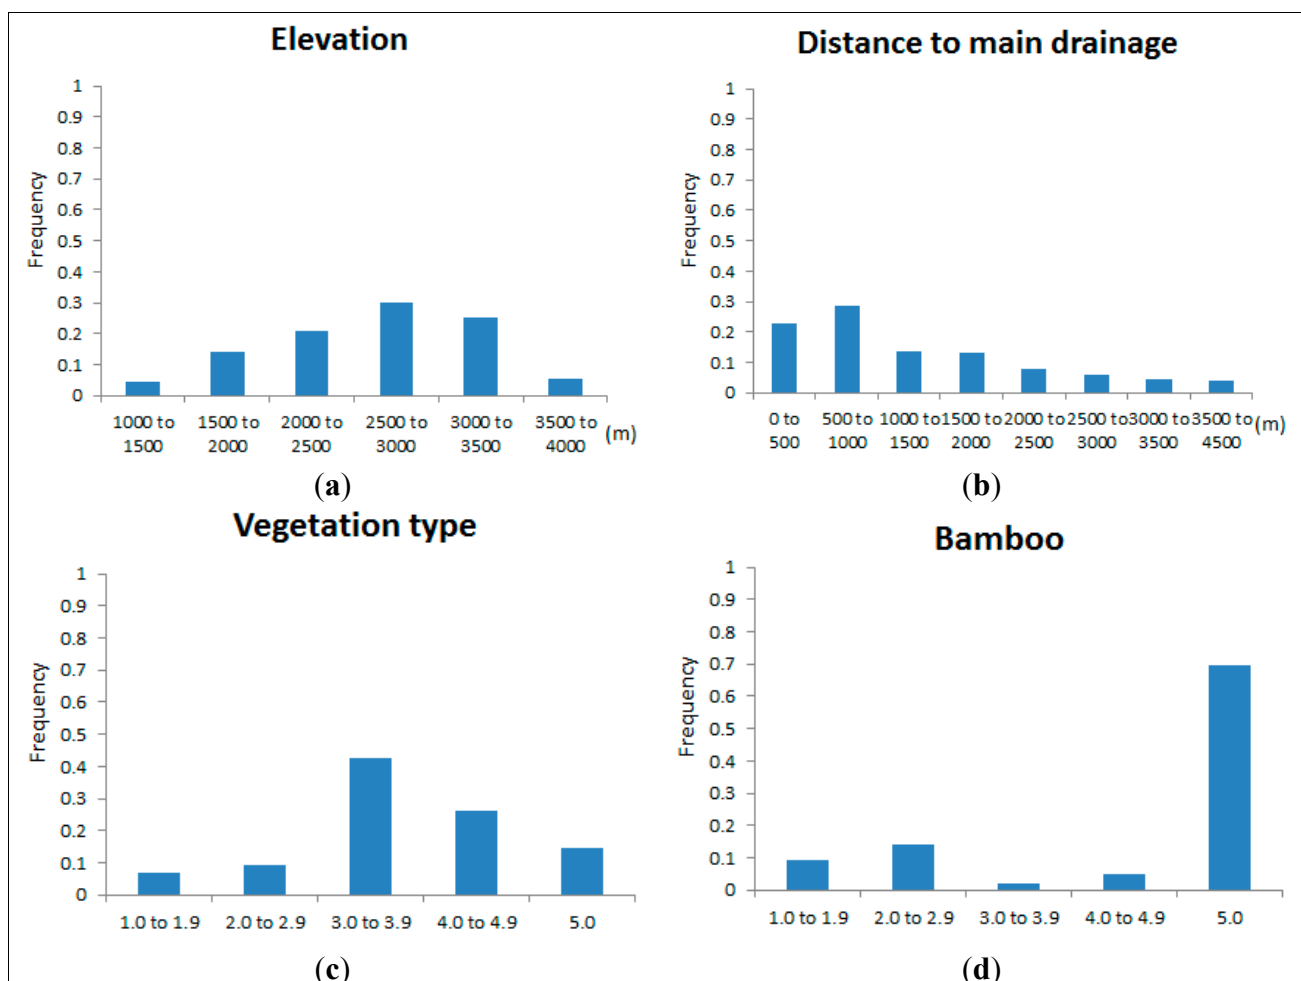 Elevation
1
0.9
0.8
0.7
0.6
0.5
0.4
0.3
0.2
0.1
0
Frequency
1000 to 1500 to 2000 to 2500 to 3000 to 3500 to
1500 2000 2500 3000 3500 4000 (m)
(a)
Distance to main drainage
1
0.9
0.8
0.7
0.6
0.5
0.4
0.3
0.2
0.1
0
Frequency
0 to 500 to 1000 to 1500 to 2000 to 2500 to 3000 to 3500 to
500 1000 1500 2000 2500 3000 3500 4500 (m)
(b)
Vegetation type
1
0.9
0.8
0.7
0.6
0.5
0.4
0.3
0.2
0.1
0
Frequency
1.0 to 1.9 2.0 to 2.9 3.0 to 3.9 4.0 to 4.9 5.0
(c)
Bamboo
1
0.9
0.8
0.7
0.6
0.5
0.4
0.3
0.2
0.1
0
Frequency
1.0 to 1.9 2.0 to 2.9 3.0 to 3.9 4.0 to 4.9 5.0
(d)